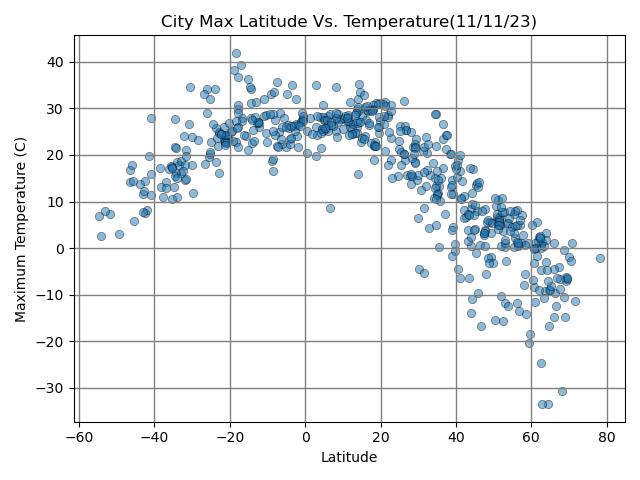 City Max Latitude Vs. Temperature(11/11/23)
Maximum Temperature (C)
40
30
20
10
0
−10
−20
−30
−60 −40 −20 0 20 40 60 80
Latitude